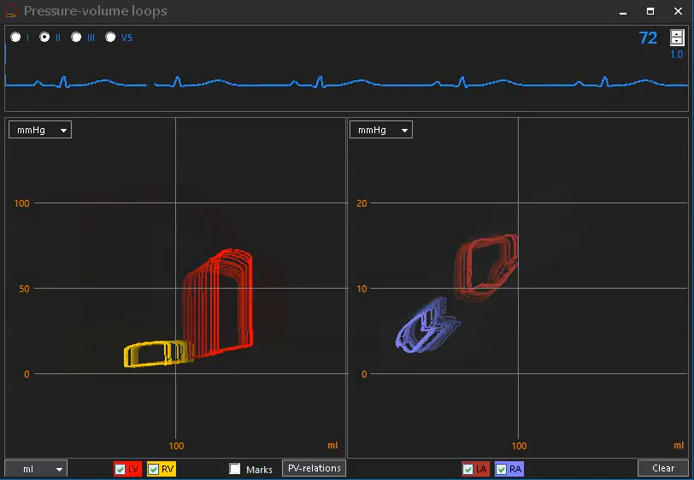 Pressure-volume loops
I II III V5 72
1.0
mmHg mmHg
100 20
50 10
0 0
100 ml 100 ml
ml LV RV Marks PV-relations LA RA Clear